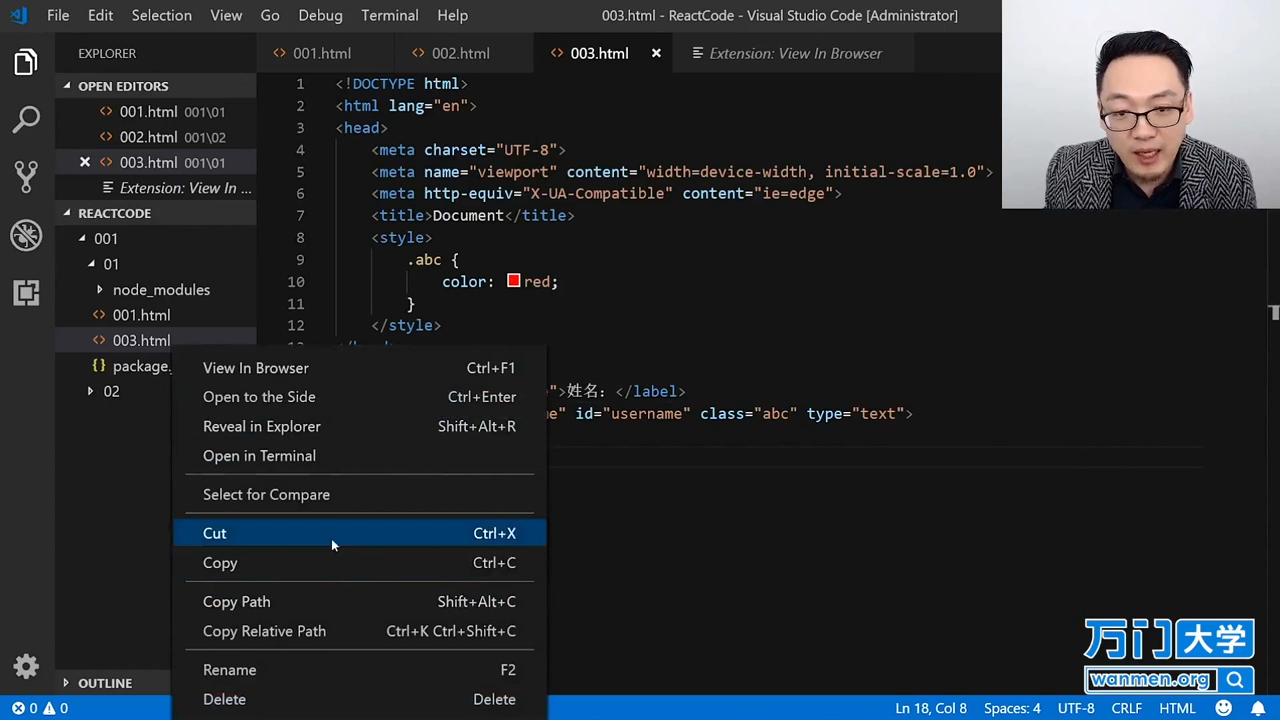 File Edit Selection View Go Debug Terminal Help 003.html - ReactCode - Visual Studio Code [Administrator]
EXPLORER
001.html 002.html 003.html Extension: View In Browser
OPEN EDITORS
001.html 001\01
002.html 001\02
003.html 001\01
Extension: View In ...
REACTCODE
001
01
node_modules
001.html
003.html
package.
02
OUTLINE
1 <!DOCTYPE html>
2 <html lang="en">
3 <head>
4 <meta charset="UTF-8">
5 <meta name="viewport" content="width=device-width, initial-scale=1.0">
6 <meta http-equiv="X-UA-Compatible" content="ie=edge">
7 <title>Document</title>
8 <style>
9 .abc {
10 color: red;
11 }
12 </style>
">姓名：</label>
id="username" class="abc" type="text">
View In Browser Ctrl+F1
Open to the Side Ctrl+Enter
Reveal in Explorer Shift+Alt+R
Open in Terminal
Select for Compare
Cut Ctrl+X
Copy Ctrl+C
Copy Path Shift+Alt+C
Copy Relative Path Ctrl+K Ctrl+Shift+C
Rename F2
Delete Delete
万门大学
wanmen.org
0 0 Ln 18, Col 8 Spaces: 4 UTF-8 CRLF HTML